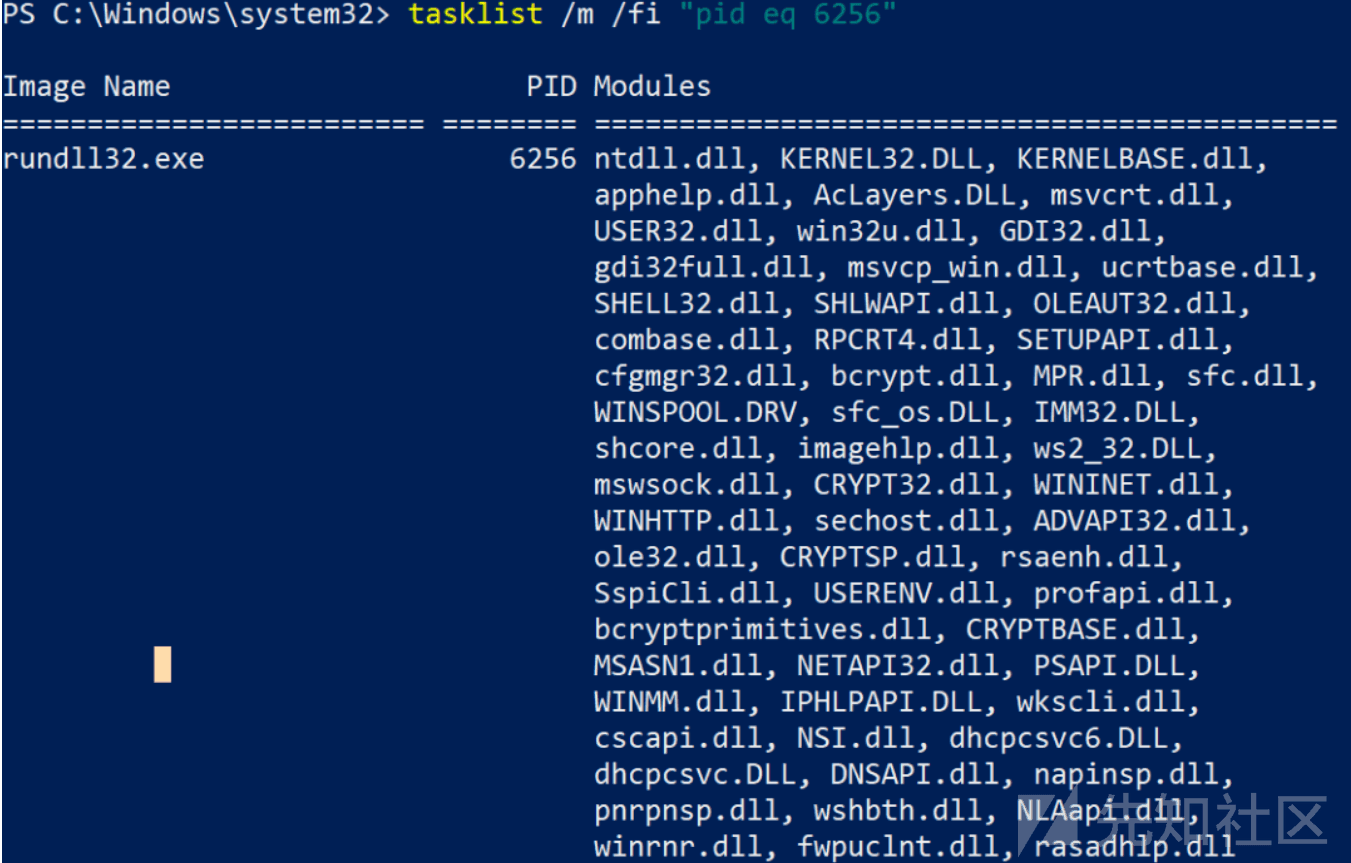 PS C:\Windows\system32> tasklist /m /fi "pid eq 6256"
Image Name                     PID Modules
========================= ======== ============================================
rundll32.exe                  6256 ntdll.dll, KERNEL32.DLL, KERNELBASE.dll,
apphelp.dll, AcLayers.DLL, msvcrt.dll,
USER32.dll, win32u.dll, GDI32.dll,
gdi32full.dll, msvcp_win.dll, ucrtbase.dll,
SHELL32.dll, SHLWAPI.dll, OLEAUT32.dll,
combase.dll, RPCRT4.dll, SETUPAPI.dll,
cfgmgr32.dll, bcrypt.dll, MPR.dll, sfc.dll,
WINSPOOL.DRV, sfc_os.DLL, IMM32.DLL,
shcore.dll, imagehlp.dll, ws2_32.DLL,
mswsock.dll, CRYPT32.dll, WININET.dll,
WINHTTP.dll, sechost.dll, ADVAPI32.dll,
ole32.dll, CRYPTSP.dll, rsaenh.dll,
SspiCli.dll, USERENV.dll, profapi.dll,
bcryptprimitives.dll, CRYPTBASE.dll,
MSASN1.dll, NETAPI32.dll, PSAPI.DLL,
WINMM.dll, IPHLPAPI.DLL, wkscli.dll,
cscapi.dll, NSI.dll, dhcpcsvc6.DLL,
dhcpcsvc.DLL, DNSAPI.dll, napinsp.dll,
pnrpnsp.dll, wshbth.dll, NLAapi.dll,
winrnr.dll, fwpuclnt.dll, rasadhlp.dll
先知社区